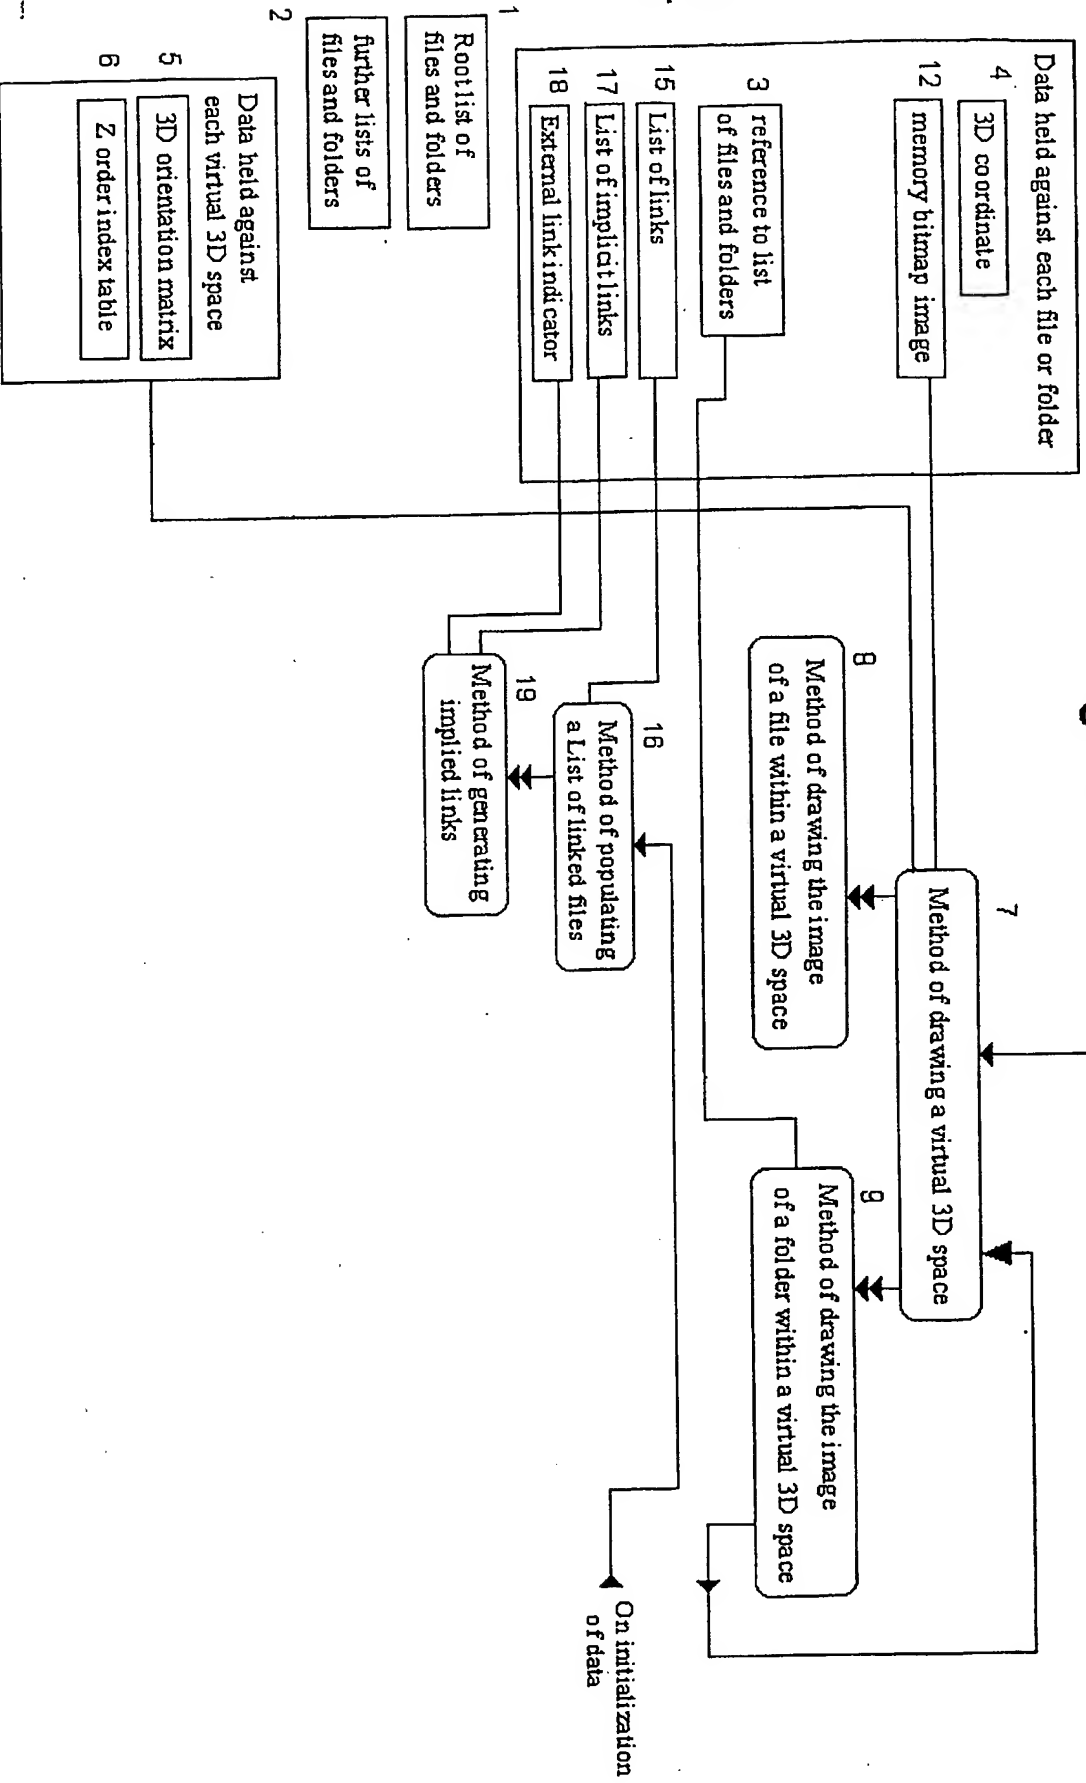 Data held against each file or folder
4
3D coordinate
12
memory bitmap image
3
reference to list
of files and folders
15
List of links
17
List of implicit links
18
External link indicator
1
Root list of
files and folders
2
further lists of
files and folders
Data held against
each virtual 3D space
5
3D orientation matrix
6
Z order index table
7
Method of drawing a virtual 3D space
8
Method of drawing the image
of a file within a virtual 3D space
9
Method of drawing the image
of a folder within a virtual 3D space
16
Method of populating
a List of linked files
19
Method of generating
implied links
On initialization
of data